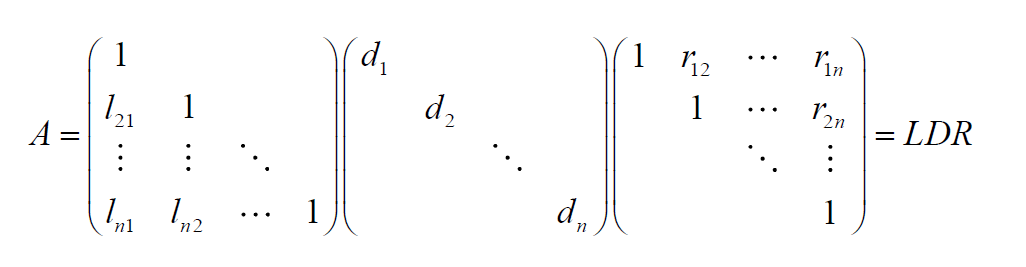 A = ( 1 ) ( d₁ ) ( 1 r₁₂ ⋯ r₁ₙ ) = LDR
l₂₁ 1 d₂ 1 ⋯ r₂ₙ
⋮ ⋮ ⋱ ⋱ ⋱ ⋮
lₙ₁ lₙ₂ ⋯ 1 dₙ 1